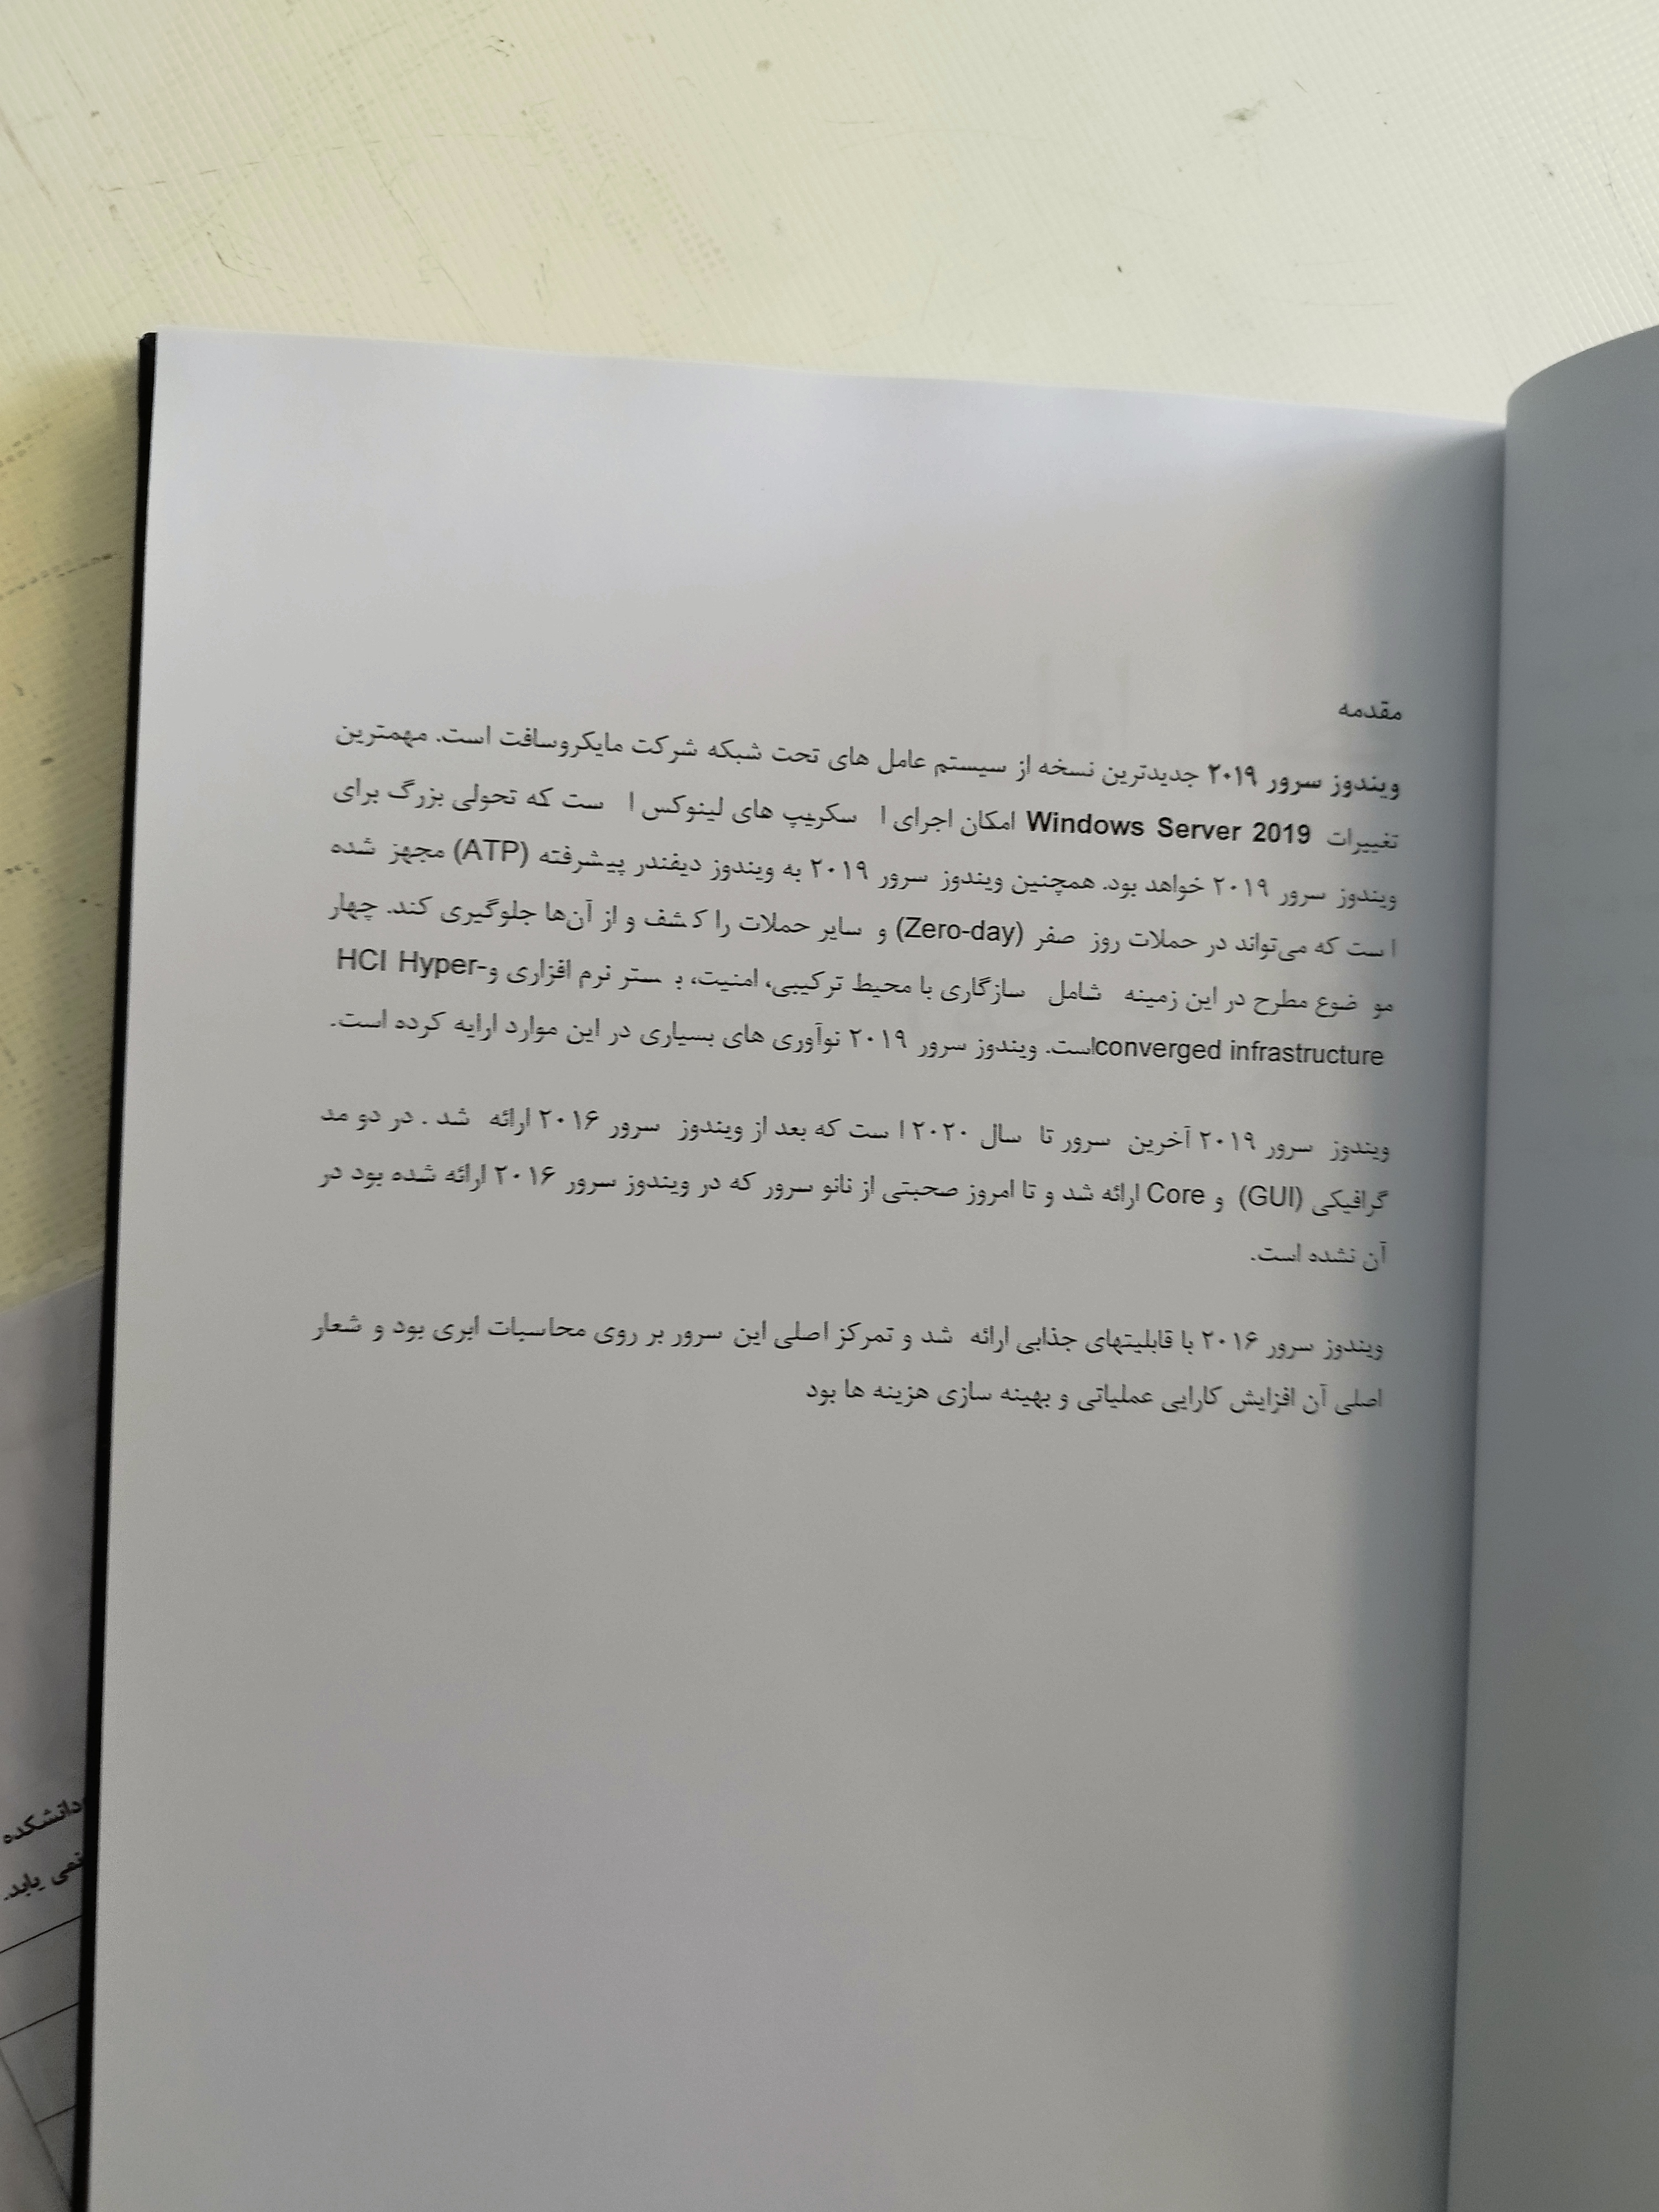 مقدمه
ویندوز سرور ۲۰۱۹ جدیدترین نسخه از سیستم عامل های تحت شبکه شرکت مایکروسافت است. مهمترین
تغییرات Windows Server 2019 امکان اجرای ا سکریپ های لینوکس ا ست که تحولی بزرگ برای
ویندوز سرور ۲۰۱۹ خواهد بود. همچنین ویندوز سرور ۲۰۱۹ به ویندوز دیفندر پیشرفته (ATP) مجهز شده
ا ست که می‌تواند در حملات روز صفر (Zero-day) و سایر حملات را کشف و از آن‌ها جلوگیری کند. چهار
مو ضوع مطرح در این زمینه شامل سازگاری با محیط ترکیبی، امنیت، ب ستر نرم افزاری و HCI Hyper-
converged infrastructureاست. ویندوز سرور ۲۰۱۹ نوآوری های بسیاری در این موارد ارایه کرده است.
ویندوز سرور ۲۰۱۹ آخرین سرور تا سال ۲۰۲۰ ا ست که بعد از ویندوز سرور ۲۰۱۶ ارائه شد . در دو مد
گرافیکی (GUI) و Core ارائه شد و تا امروز صحبتی از نانو سرور که در ویندوز سرور ۲۰۱۶ ارائه شده بود در
آن نشده است.
ویندوز سرور ۲۰۱۶ با قابلیتهای جذابی ارائه شد و تمرکز اصلی این سرور بر روی محاسبات ابری بود و شعار
اصلی آن افزایش کارایی عملیاتی و بهینه سازی هزینه ها بود
دانشکده
نمی یابد.